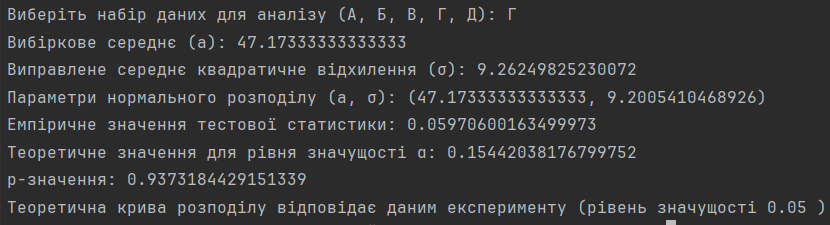 Виберіть набір даних для аналізу (А, Б, В, Г, Д): Г
Вибіркове середнє (a): 47.17333333333333
Виправлене середнє квадратичне відхилення (σ): 9.26249825230072
Параметри нормального розподілу (a, σ): (47.17333333333333, 9.2005410468926)
Емпіричне значення тестової статистики: 0.05970600163499973
Теоретичне значення для рівня значущості α: 0.15442038176799752
p-значення: 0.9373184429151339
Теоретична крива розподілу відповідає даним експерименту (рівень значущості 0.05 )